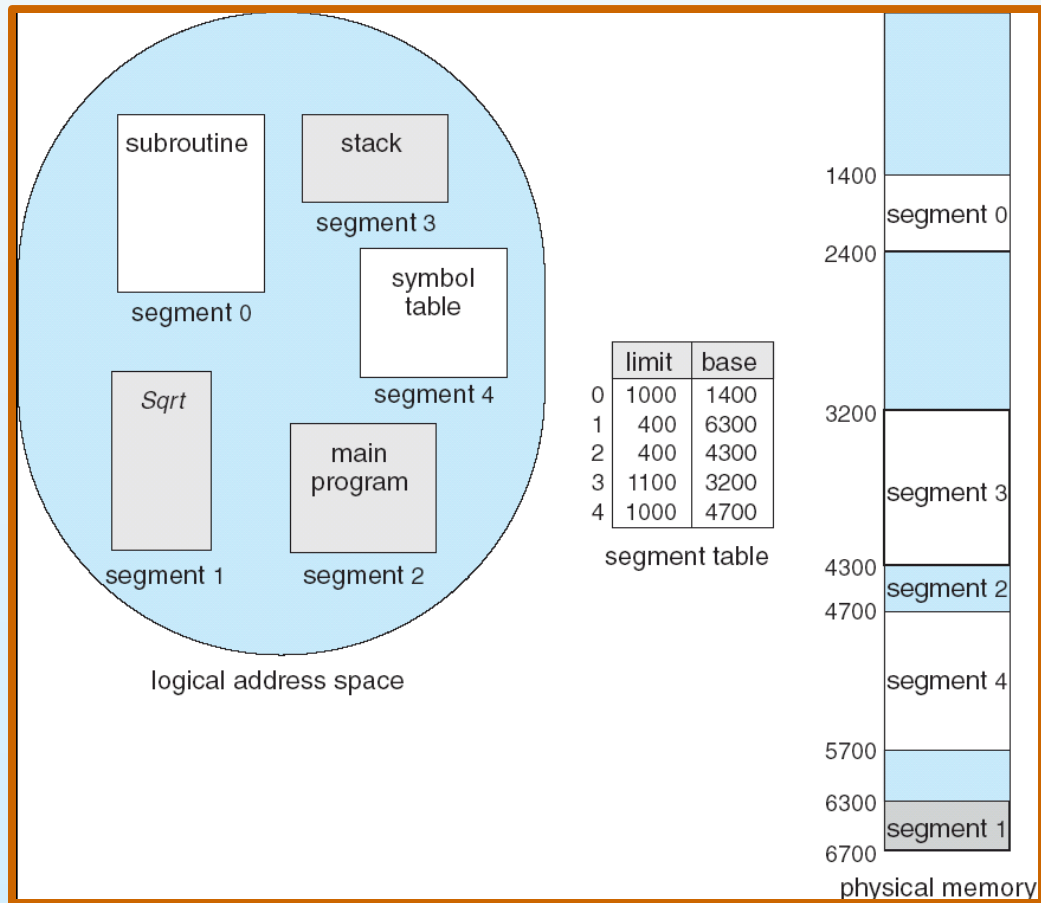 subroutine
segment 0
stack
segment 3
symbol
table
segment 4
Sqrt
segment 1
main
program
segment 2
logical address space
limit base
0 1000 1400
1 400 6300
2 400 4300
3 1100 3200
4 1000 4700
segment table
1400
segment 0
2400
3200
segment 3
4300
segment 2
4700
segment 4
5700
6300
segment 1
6700
physical memory